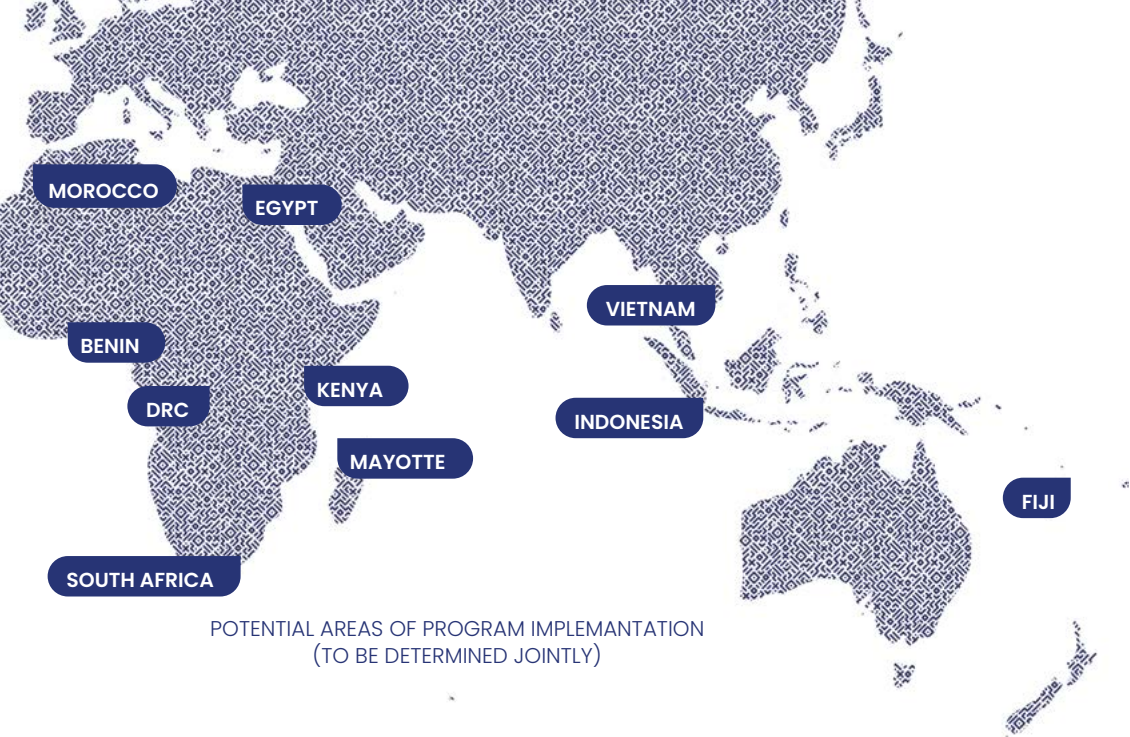 MOROCCO
EGYPT
VIETNAM
BENIN
KENYA
DRC
INDONESIA
MAYOTTE
FIJI
SOUTH AFRICA
POTENTIAL AREAS OF PROGRAM IMPLEMANTATION
(TO BE DETERMINED JOINTLY)